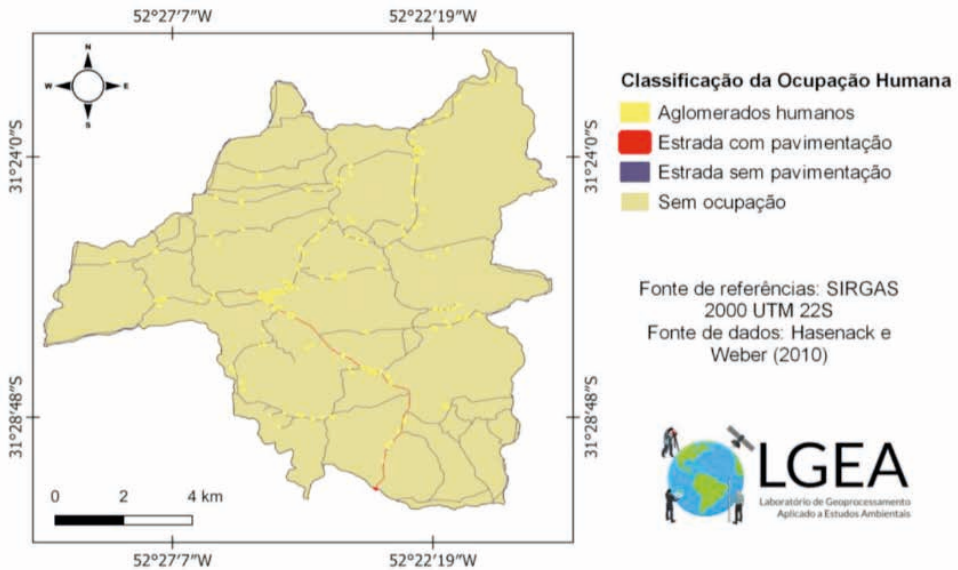 52°27'7"W 52°22'19"W
N
W E
S
31°24'0"S
31°28'48"S
31°24'0"S
31°28'48"S
0 2 4 km
52°27'7"W 52°22'19"W
Classificação da Ocupação Humana
Aglomerados humanos
Estrada com pavimentação
Estrada sem pavimentação
Sem ocupação
Fonte de referências: SIRGAS
2000 UTM 22S
Fonte de dados: Hasenack e
Weber (2010)
LGEA
Laboratório de Geoprocessamento
Aplicado a Estudos Ambientais